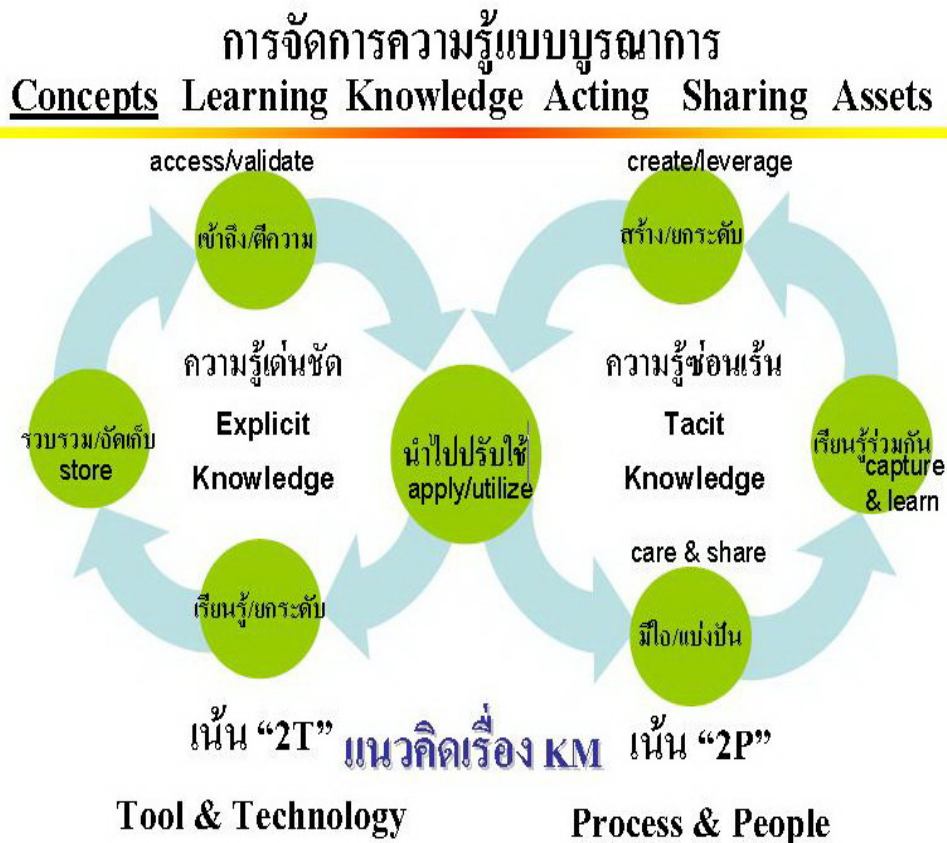 การจัดการความรู้แบบบูรณาการ
Concepts Learning Knowledge Acting Sharing Assets
access/validate
create/leverage
เข้าถึง/ตีความ
สร้าง/ยกระดับ
ความรู้เด่นชัด
Explicit
Knowledge
ความรู้ซ่อนเร้น
Tacit
Knowledge
รวบรวม/จัดเก็บ
store
นำไปปรับใช้
apply/utilize
เรียนรู้ร่วมกัน
capture
& learn
care & share
เรียนรู้/ยกระดับ
มีใจ/แบ่งปัน
เน้น “2T”
แนวคิดเรื่อง KM
เน้น “2P”
Tool & Technology
Process & People